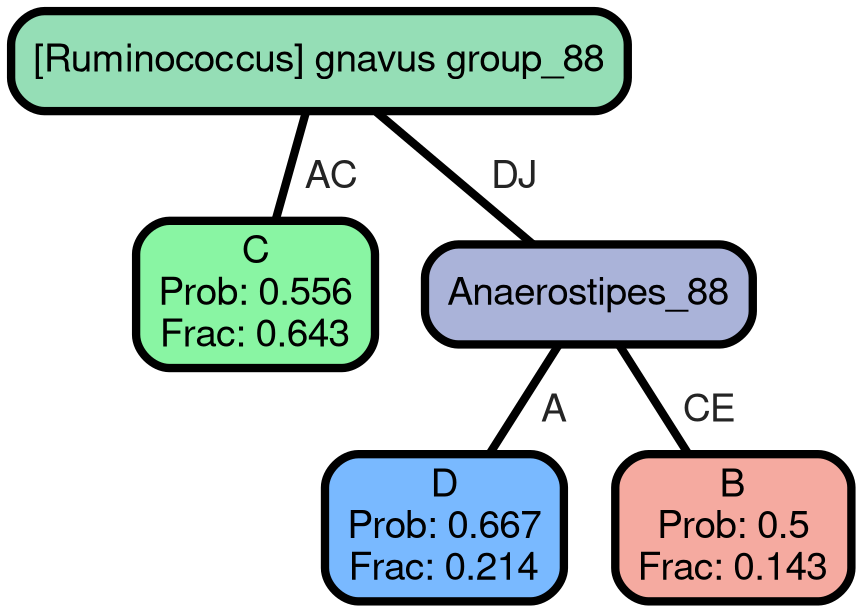 [Ruminococcus] gnavus group_88
AC
DJ
C
Prob: 0.556
Frac: 0.643
Anaerostipes_88
A
CE
D
Prob: 0.667
Frac: 0.214
B
Prob: 0.5
Frac: 0.143